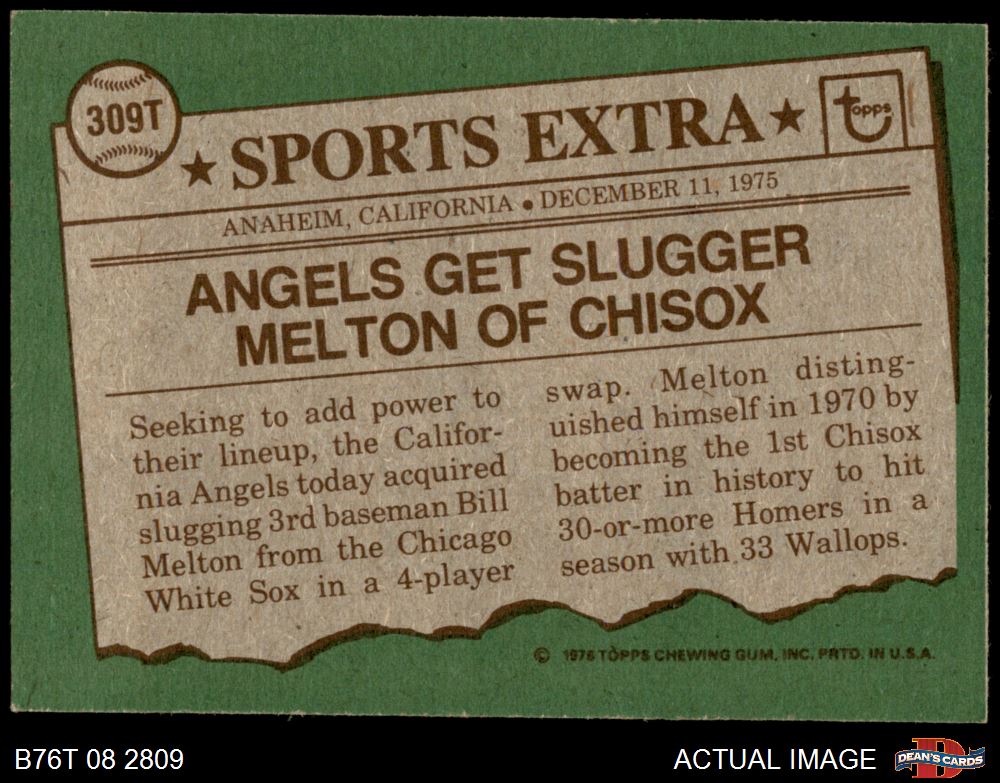 309T
★ SPORTS EXTRA ★
topps
ANAHEIM, CALIFORNIA • DECEMBER 11, 1975
ANGELS GET SLUGGER
MELTON OF CHISOX
Seeking to add power to
their lineup, the Califor-
nia Angels today acquired
slugging 3rd baseman Bill
Melton from the Chicago
White Sox in a 4-player
swap. Melton disting-
uished himself in 1970 by
becoming the 1st Chisox
batter in history to hit
30-or-more Homers in a
season with 33 Wallops.
© 1976 TOPPS CHEWING GUM, INC. PRTD. IN U.S.A.
B76T 08 2809
ACTUAL IMAGE
D
DEAN'S CARDS